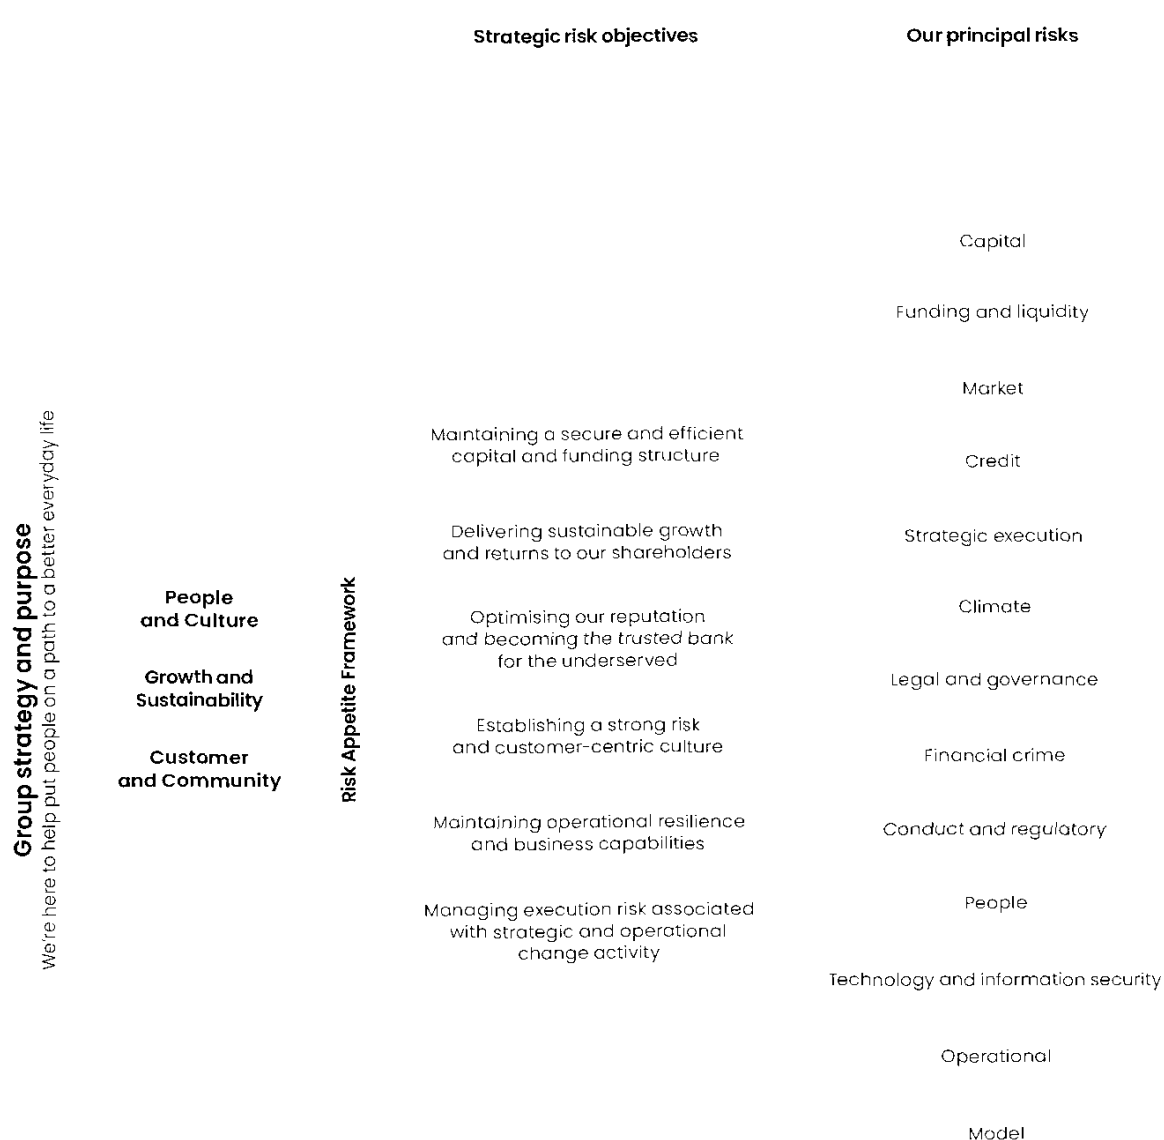 Strategic risk objectives
Our principal risks
Group strategy and purpose
We're here to help put people on a path to a better everyday life
People
and Culture
Growth and
Sustainability
Customer
and Community
Risk Appetite Framework
Maintaining a secure and efficient
capital and funding structure
Delivering sustainable growth
and returns to our shareholders
Optimising our reputation
and becoming the trusted bank
for the underserved
Establishing a strong risk
and customer-centric culture
Maintaining operational resilience
and business capabilities
Managing execution risk associated
with strategic and operational
change activity
Capital
Funding and liquidity
Market
Credit
Strategic execution
Climate
Legal and governance
Financial crime
Conduct and regulatory
People
Technology and information security
Operational
Model